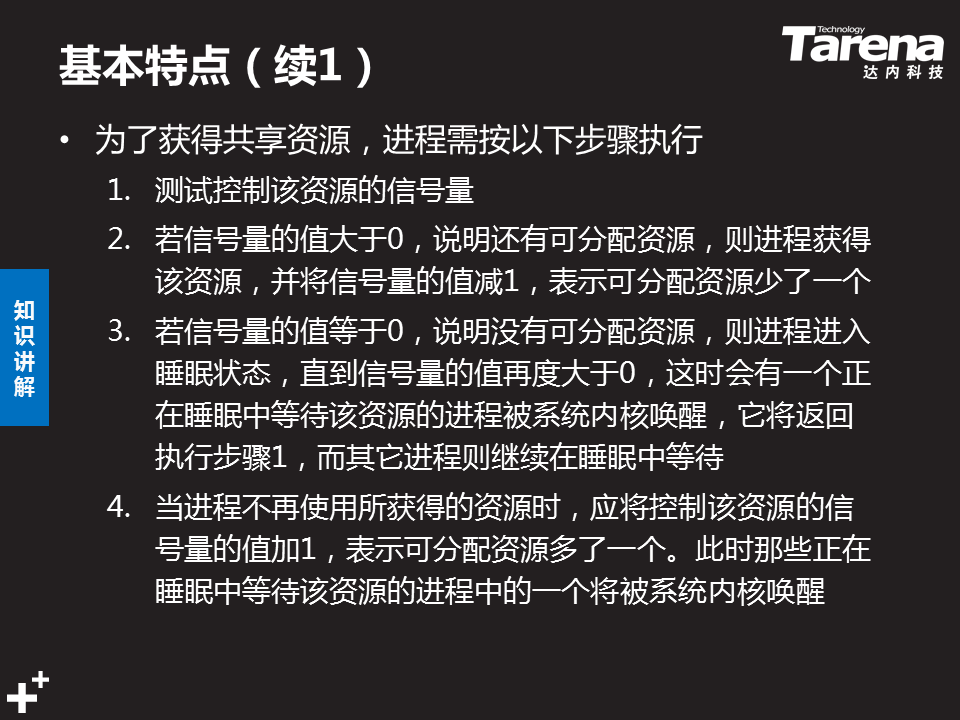 基本特点（续1）
Technology
Tarena
达内科技
• 为了获得共享资源，进程需按以下步骤执行
1. 测试控制该资源的信号量
2. 若信号量的值大于0，说明还有可分配资源，则进程获得
该资源，并将信号量的值减1，表示可分配资源少了一个
3. 若信号量的值等于0，说明没有可分配资源，则进程进入
睡眠状态，直到信号量的值再度大于0，这时会有一个正
在睡眠中等待该资源的进程被系统内核唤醒，它将返回
执行步骤1，而其它进程则继续在睡眠中等待
4. 当进程不再使用所获得的资源时，应将控制该资源的信
号量的值加1，表示可分配资源多了一个。此时那些正在
睡眠中等待该资源的进程中的一个将被系统内核唤醒
知
识
讲
解